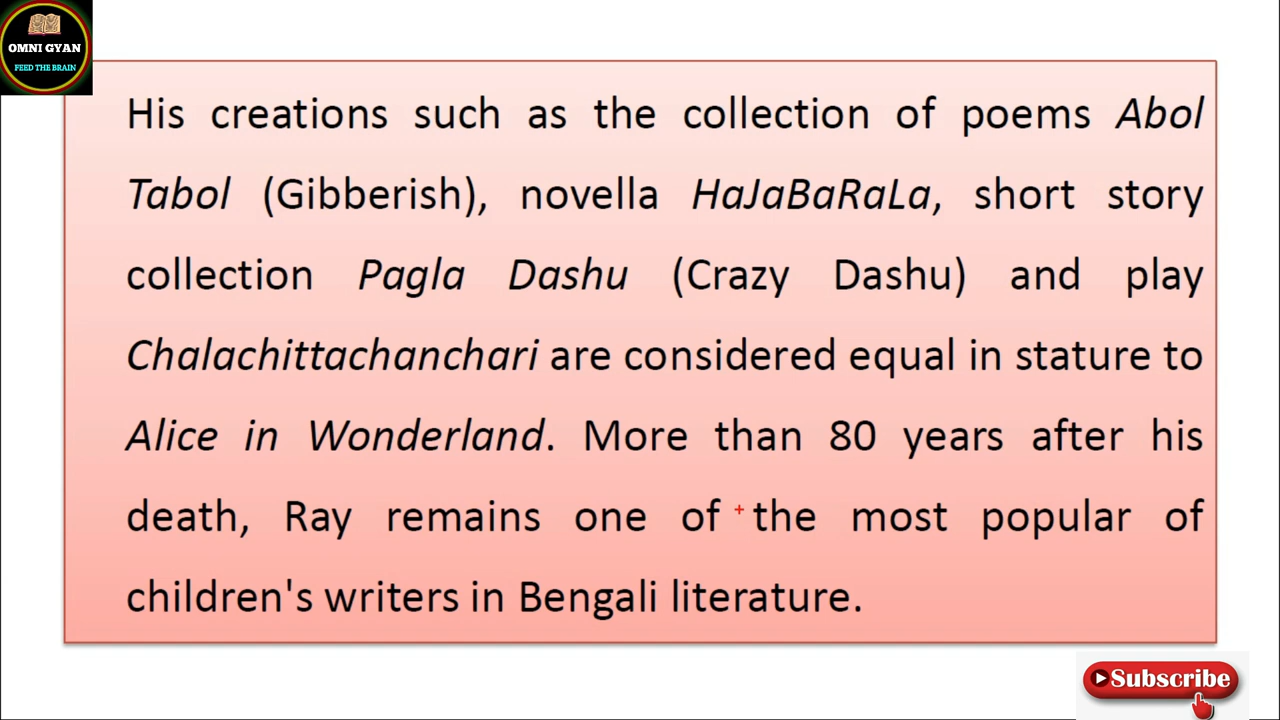 OMNI GYAN
FEED THE BRAIN
His creations such as the collection of poems Abol
Tabol (Gibberish), novella HaJaBaRaLa, short story
collection Pagla Dashu (Crazy Dashu) and play
Chalachittachanchari are considered equal in stature to
Alice in Wonderland. More than 80 years after his
death, Ray remains one of the most popular of
children's writers in Bengali literature.
Subscribe